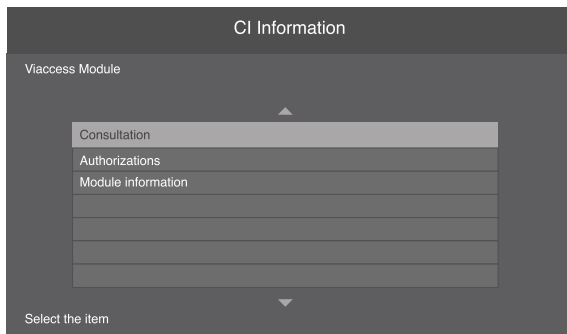 CI Information
Viaccess Module
Consultation
Authorizations
Module information
Select the item